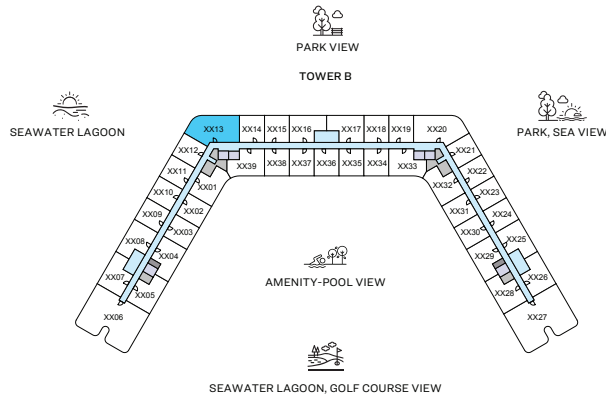 PARK VIEW
TOWER B
SEAWATER LAGOON
PARK, SEA VIEW
XX13
XX14
XX15
XX16
XX17
XX18
XX19
XX20
XX12
XX11
XX10
XX09
XX08
XX07
XX06
XX01
XX02
XX03
XX04
XX05
XX39
XX38
XX37
XX36
XX35
XX34
XX33
XX21
XX22
XX23
XX24
XX25
XX26
XX27
XX32
XX31
XX30
XX29
XX28
AMENITY-POOL VIEW
SEAWATER LAGOON, GOLF COURSE VIEW